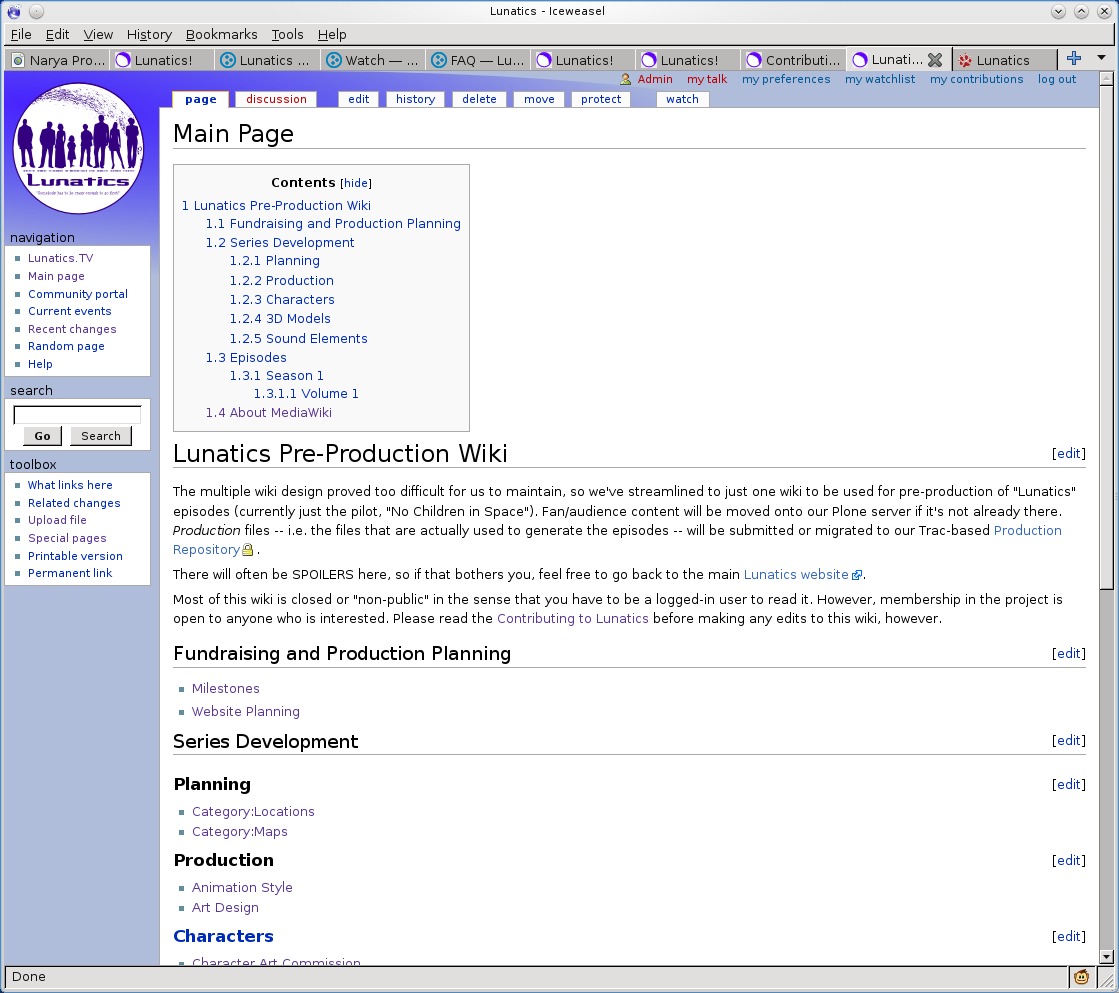 Lunatics - Iceweasel
File Edit View History Bookmarks Tools Help
Narya Pro... Lunatics! Lunatics ... Watch — ... FAQ — Lu... Lunatics! Lunatics! Contributi... Lunati... Lunatics
Admin my talk my preferences my watchlist my contributions log out
page discussion edit history delete move protect watch
Lunatics
"Somebody has to be crazy enough to go first!"
navigation
Lunatics.TV
Main page
Community portal
Current events
Recent changes
Random page
Help
search
Go Search
toolbox
What links here
Related changes
Upload file
Special pages
Printable version
Permanent link
Main Page
Contents [hide]
1 Lunatics Pre-Production Wiki
1.1 Fundraising and Production Planning
1.2 Series Development
1.2.1 Planning
1.2.2 Production
1.2.3 Characters
1.2.4 3D Models
1.2.5 Sound Elements
1.3 Episodes
1.3.1 Season 1
1.3.1.1 Volume 1
1.4 About MediaWiki
Lunatics Pre-Production Wiki [edit]
The multiple wiki design proved too difficult for us to maintain, so we've streamlined to just one wiki to be used for pre-production of "Lunatics"
episodes (currently just the pilot, "No Children in Space"). Fan/audience content will be moved onto our Plone server if it's not already there.
Production files -- i.e. the files that are actually used to generate the episodes -- will be submitted or migrated to our Trac-based Production
Repository .
There will often be SPOILERS here, so if that bothers you, feel free to go back to the main Lunatics website .
Most of this wiki is closed or "non-public" in the sense that you have to be a logged-in user to read it. However, membership in the project is
open to anyone who is interested. Please read the Contributing to Lunatics before making any edits to this wiki, however.
Fundraising and Production Planning [edit]
Milestones
Website Planning
Series Development [edit]
Planning [edit]
Category:Locations
Category:Maps
Production [edit]
Animation Style
Art Design
Characters [edit]
Character Art Commission
Done